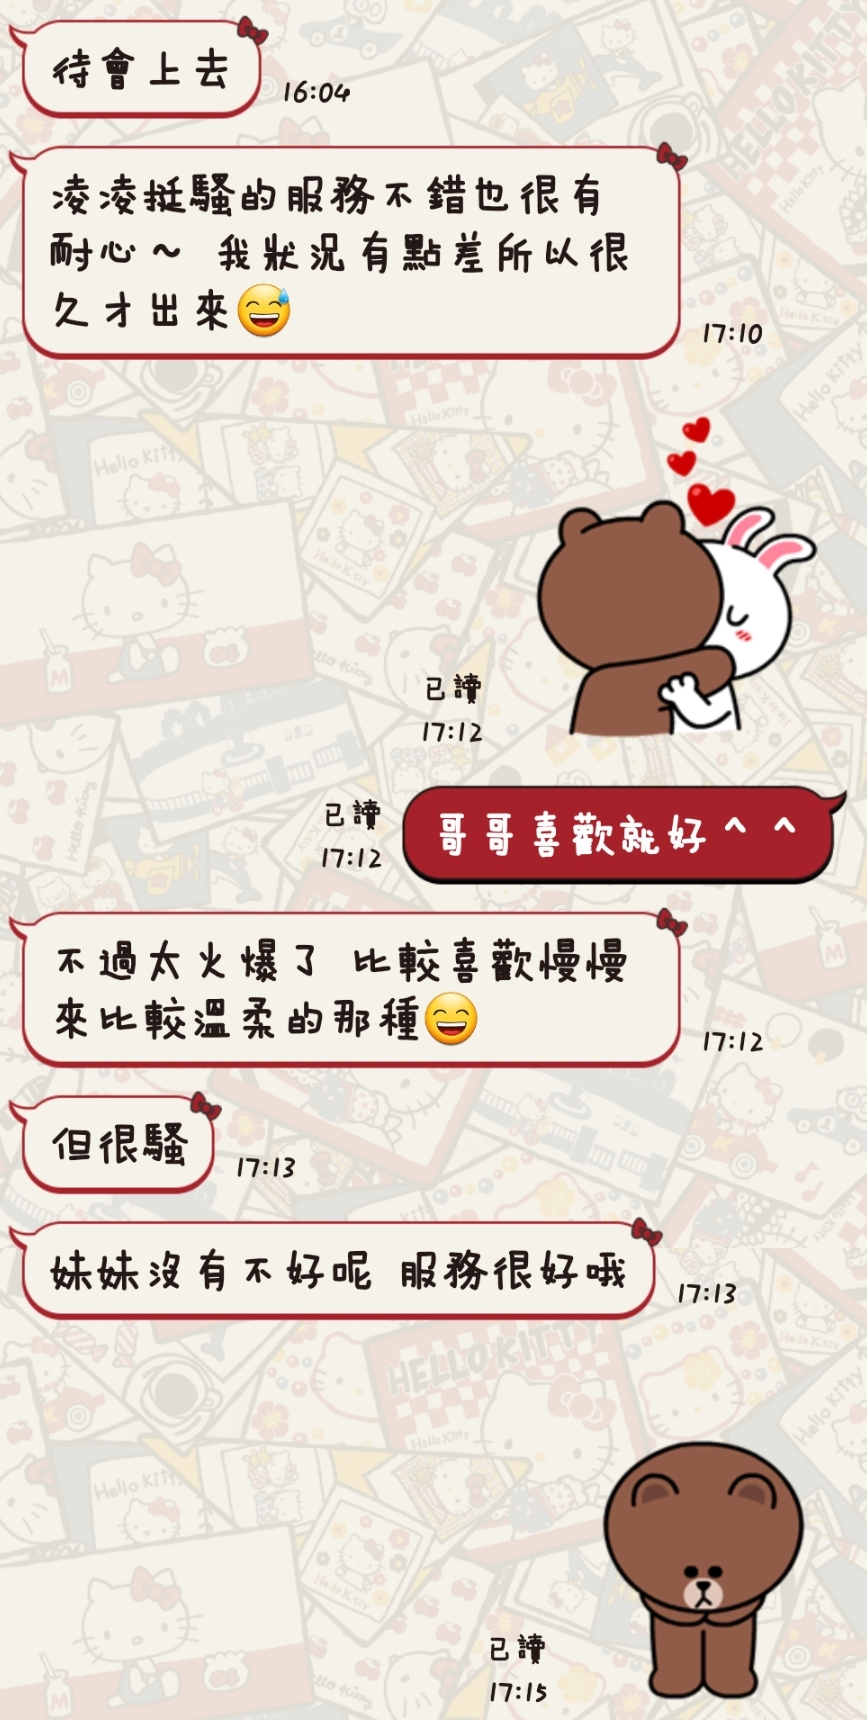 待會上去
16:04
凌凌挺騷的服務不錯也很有
耐心～ 我狀況有點差所以很
久才出來😅
17:10
已讀
17:12
已讀
17:12
哥哥喜歡就好^ ^
不過太火爆了 比較喜歡慢慢
來比較溫柔的那種😄
17:12
但很騷
17:13
妹妹沒有不好呢 服務很好哦
17:13
已讀
17:15
HELLO KITTY
Hello Kitty